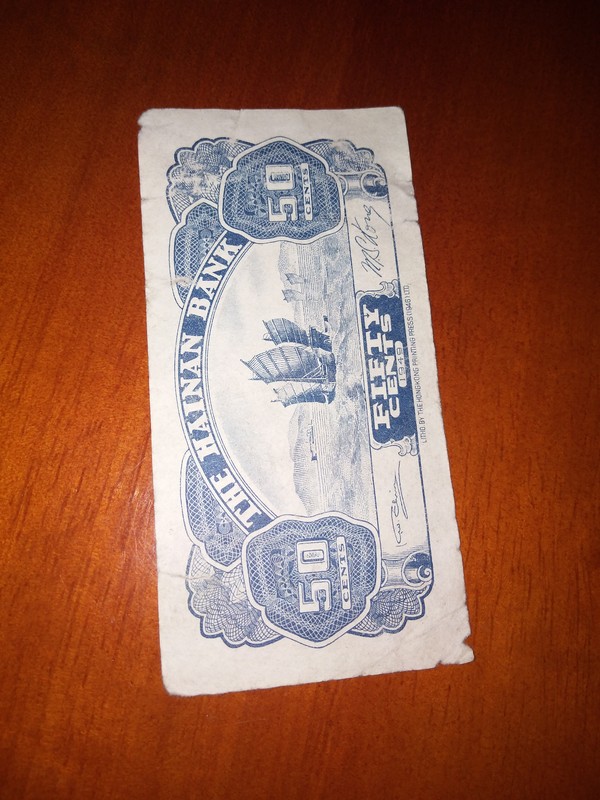 THE HAINAN BANK
50
CENTS
50
CENTS
FIFTY
CENTS
1949
LITHO BY THE HONGKONG PRINTING PRESS (1946) LTD.